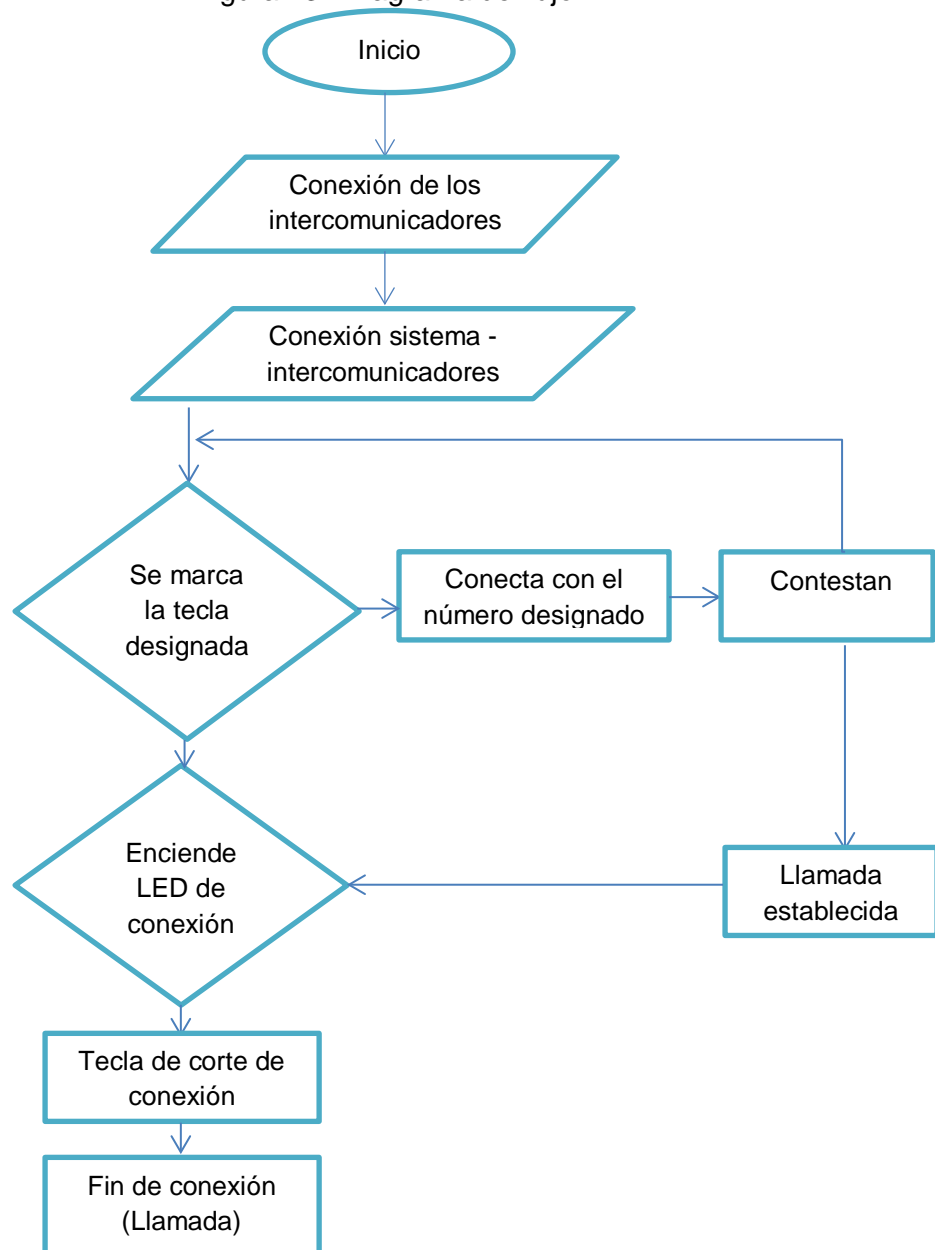 Inicio
Conexión de los
intercomunicadores
Conexión sistema -
intercomunicadores
Se marca
la tecla
designada
Conecta con el
número designado
Contestan
Enciende
LED de
conexión
Llamada
establecida
Tecla de corte de
conexión
Fin de conexión
(Llamada)